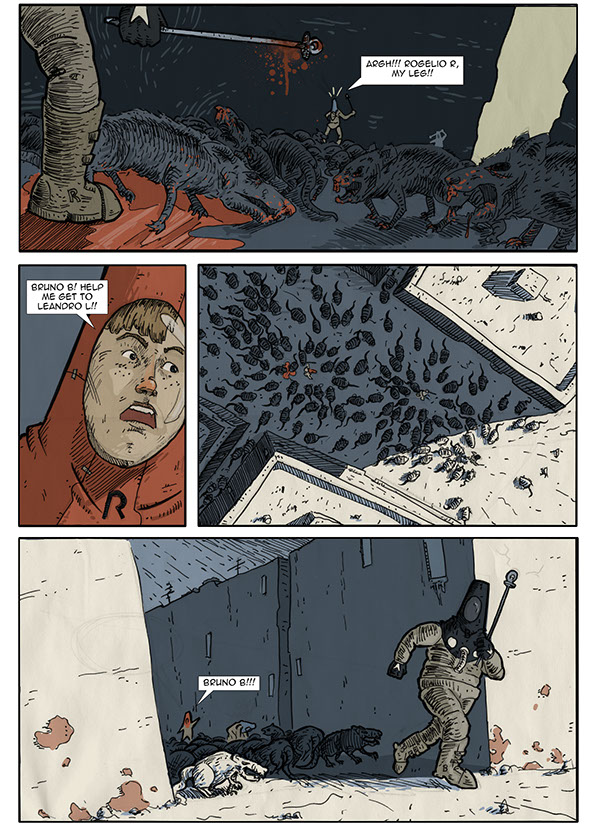 ARGH!!! ROGELIO R,
MY LEG!!
R
BRUNO B! HELP
ME GET TO
LEANDRO L!!
R
BRUNO B!!!